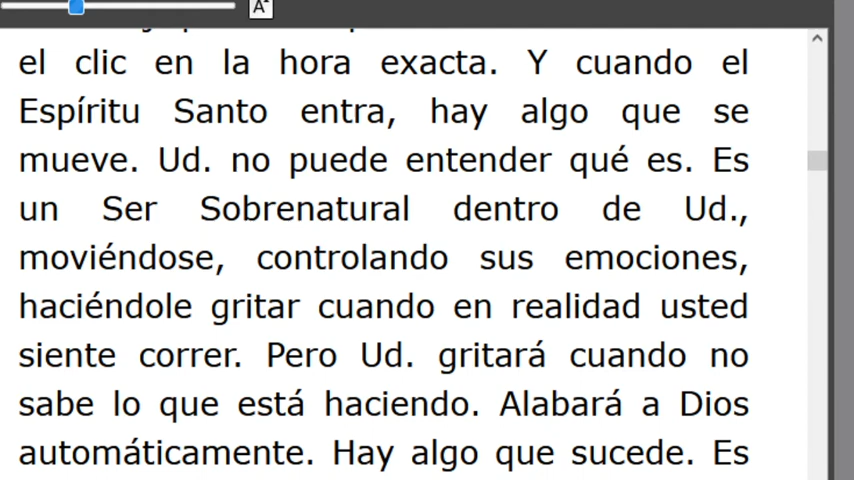 A
el clic en la hora exacta. Y cuando el
Espíritu Santo entra, hay algo que se
mueve. Ud. no puede entender qué es. Es
un Ser Sobrenatural dentro de Ud.,
moviéndose, controlando sus emociones,
haciéndole gritar cuando en realidad usted
siente correr. Pero Ud. gritará cuando no
sabe lo que está haciendo. Alabará a Dios
automáticamente. Hay algo que sucede. Es